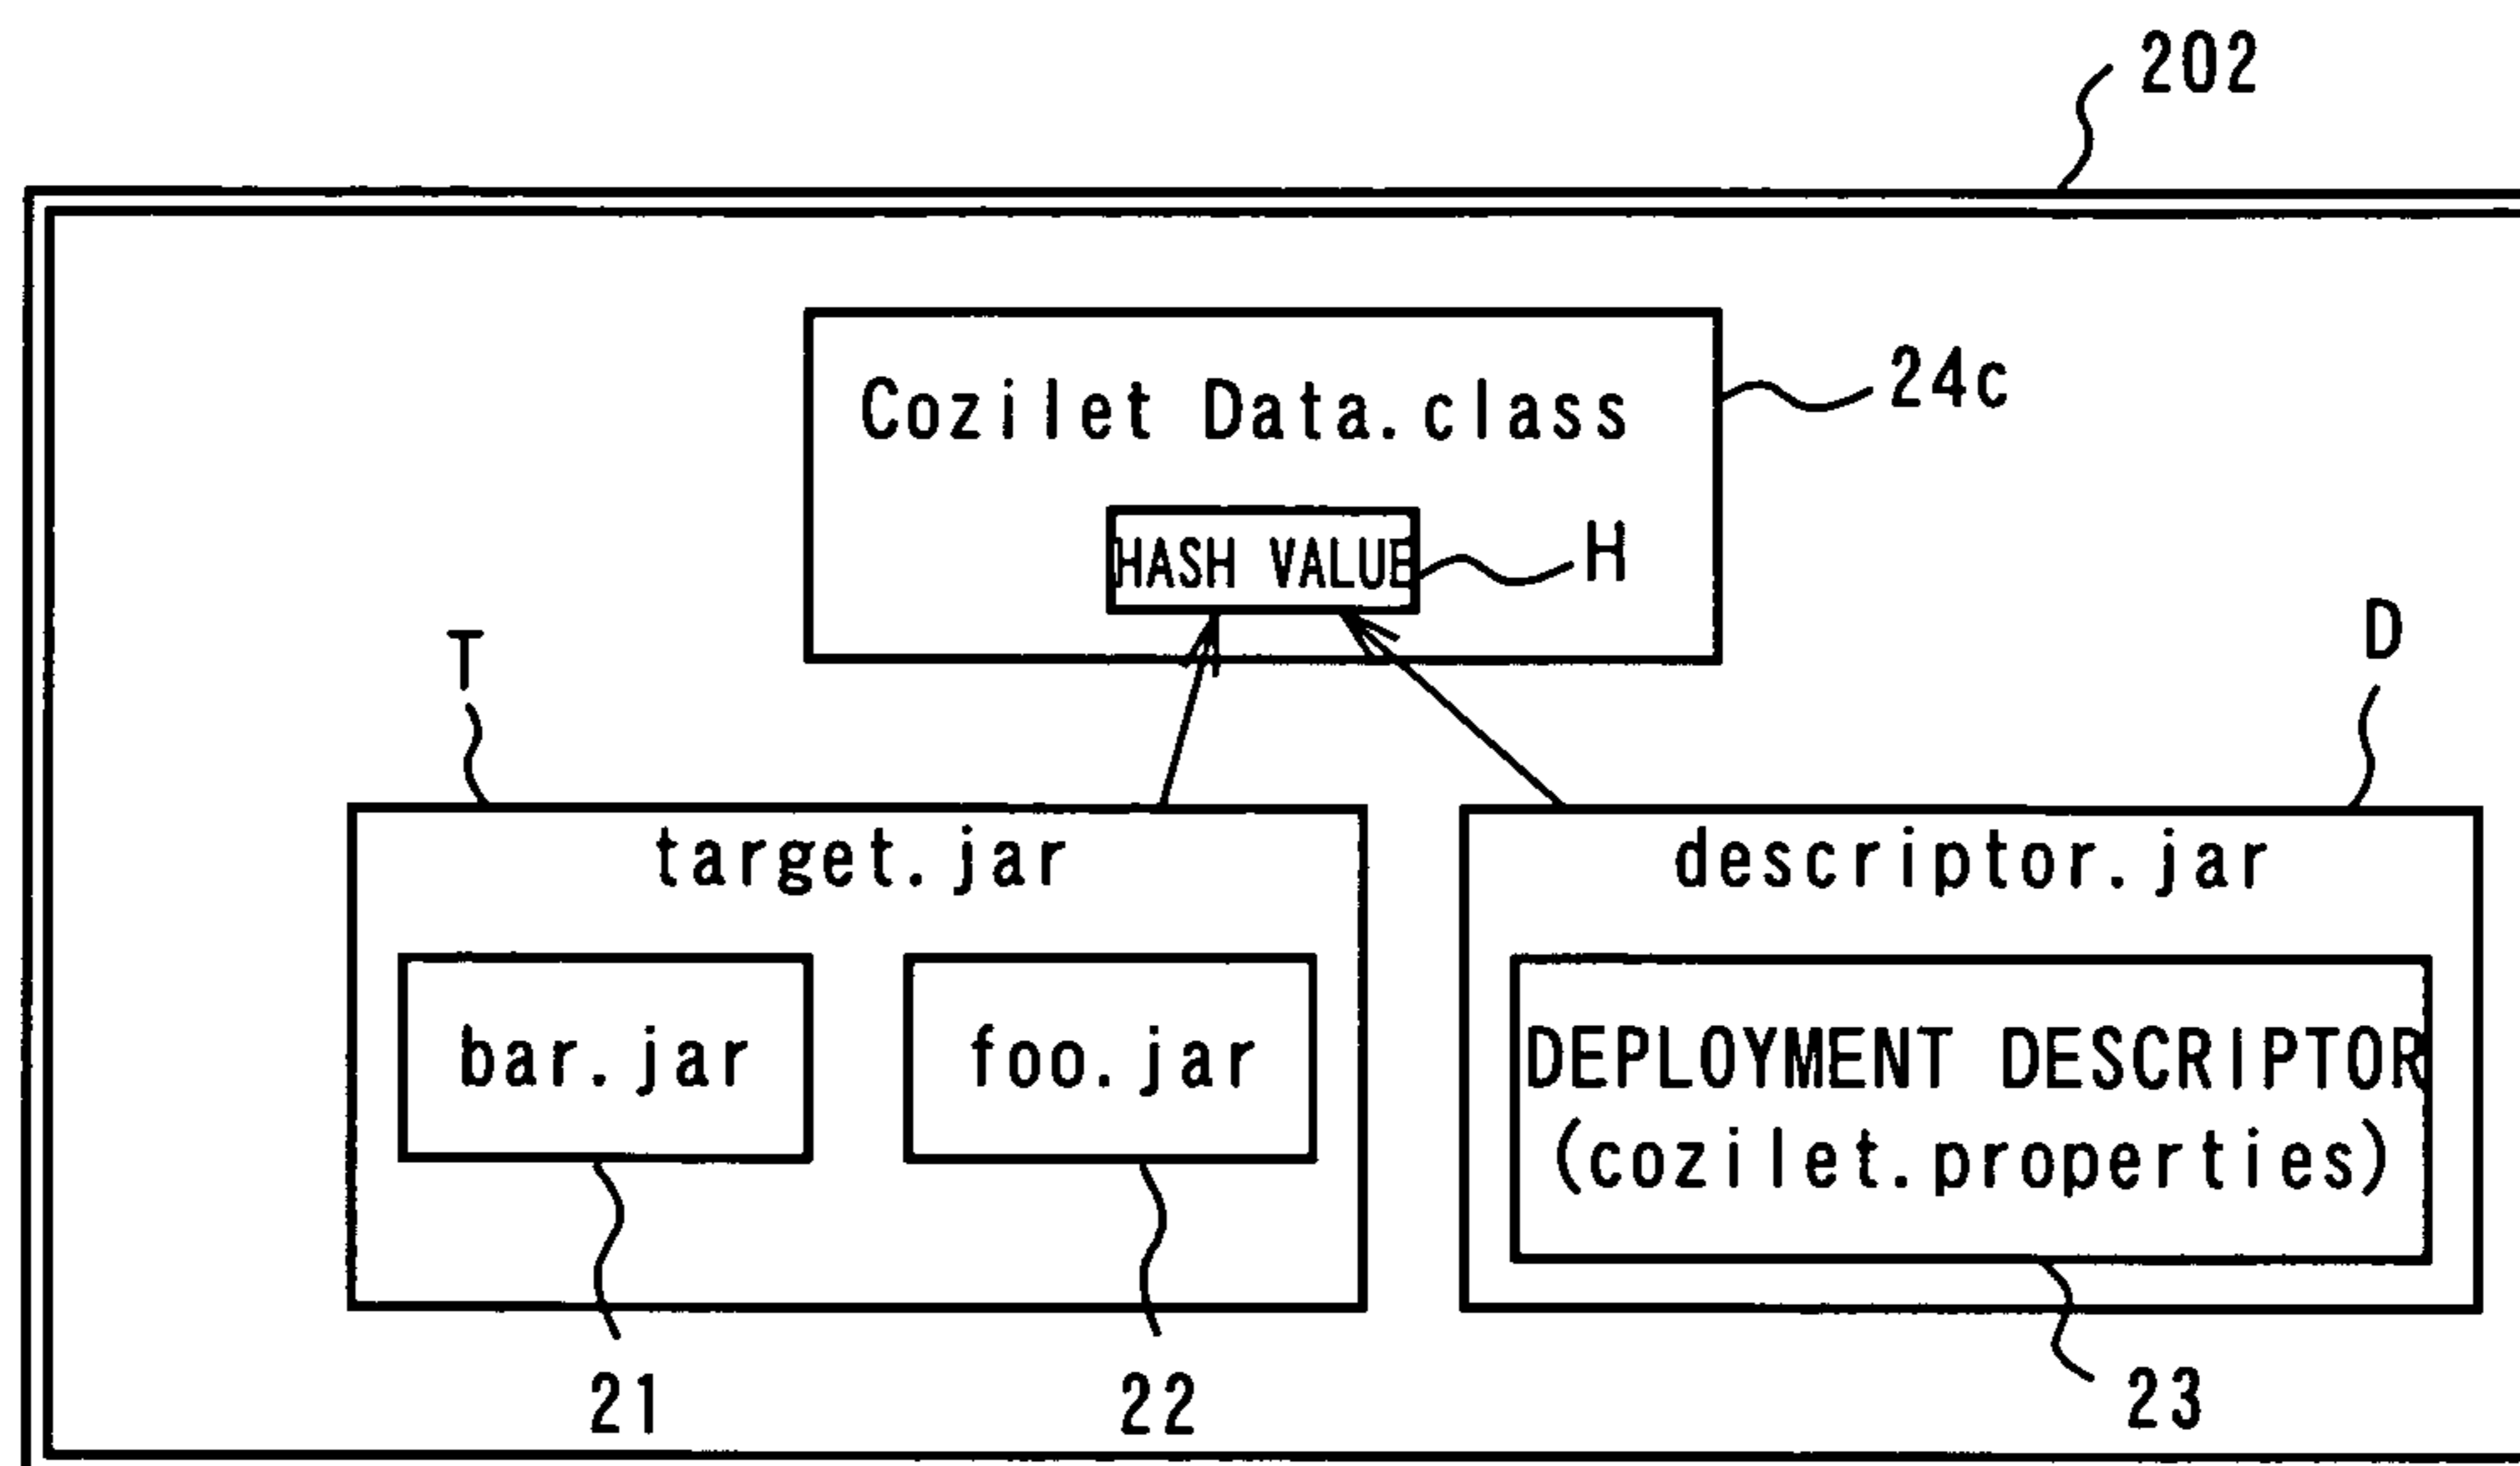 202
Cozilet Data.class
24c
HASH VALUE
H
T
D
target.jar
descriptor.jar
bar.jar
foo.jar
DEPLOYMENT DESCRIPTOR
(cozilet.properties)
21
22
23